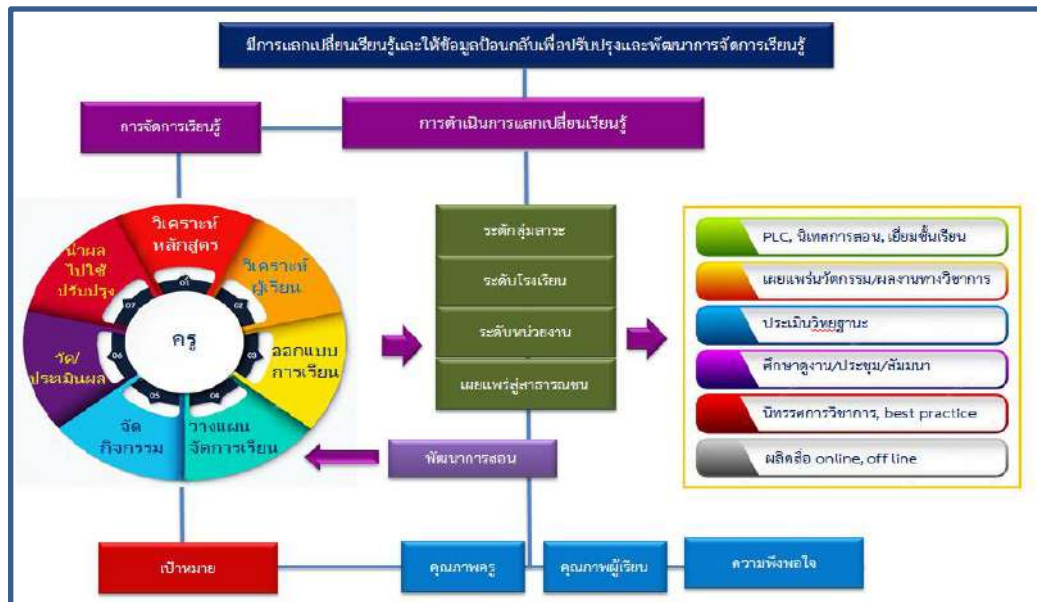 มีการแลกเปลี่ยนเรียนรู้และให้ข้อมูลป้อนกลับเพื่อปรับปรุงและพัฒนาการจัดการเรียนรู้
การจัดการเรียนรู้
การดำเนินการแลกเปลี่ยนเรียนรู้
วิเคราะห์
หลักสูตร
01
วิเคราะห์
ผู้เรียน
02
ออกแบบ
การเรียน
03
วางแผน
จัดการเรียน
04
จัด
กิจกรรม
05
วัด/
ประเมินผล
06
นำผล
ไปใช้
ปรับปรุง
07
ครู
ระดับกลุ่มสาระ
ระดับโรงเรียน
ระดับหน่วยงาน
เผยแพร่สู่สาธารณชน
พัฒนาการสอน
PLC, นิเทศการสอน, เยี่ยมชั้นเรียน
เผยแพร่นวัตกรรม/ผลงานทางวิชาการ
ประเมินวิทยฐานะ
ศึกษาดูงาน/ประชุม/สัมมนา
นิทรรศการวิชาการ, best practice
ผลิตสื่อ online, off line
เป้าหมาย
คุณภาพครู
คุณภาพผู้เรียน
ความพึงพอใจ